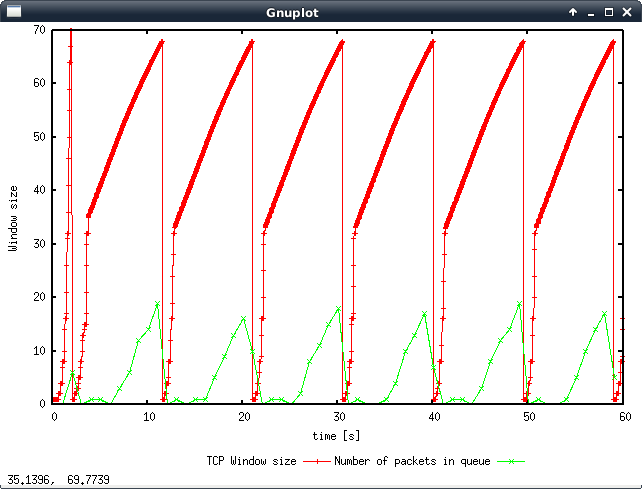 Gnuplot
70
60
50
40
30
20
10
0
Window size
0 10 20 30 40 50 60
time [s]
TCP Window size Number of packets in queue
35.1396, 69.7739